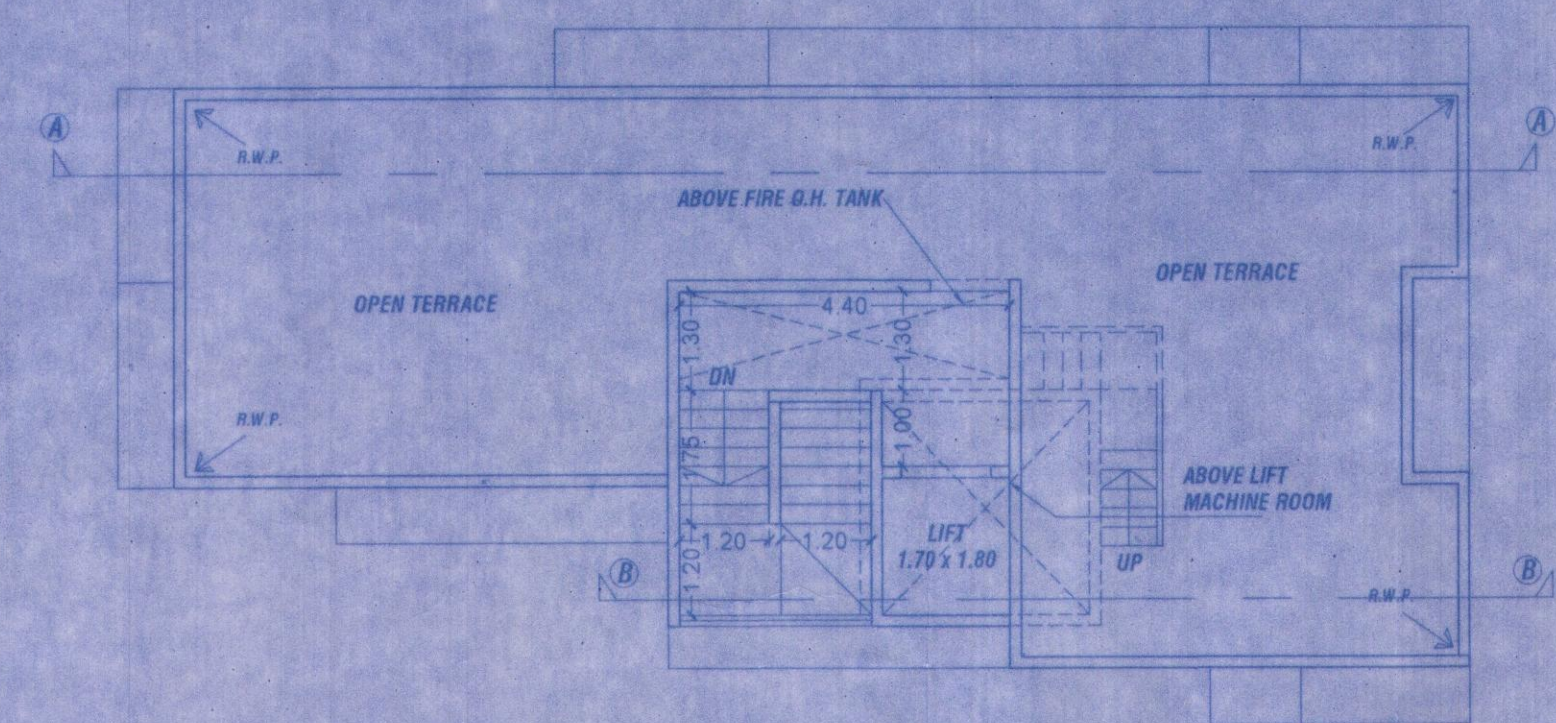 A
A
R.W.P.
R.W.P.
ABOVE FIRE O.H. TANK
OPEN TERRACE
OPEN TERRACE
4.40
1.30
1.30
DN
R.W.P.
1.00
1.75
ABOVE LIFT
MACHINE ROOM
1.20
1.20
LIFT
1.70 x 1.80
UP
1.20
B
B
R.W.P.